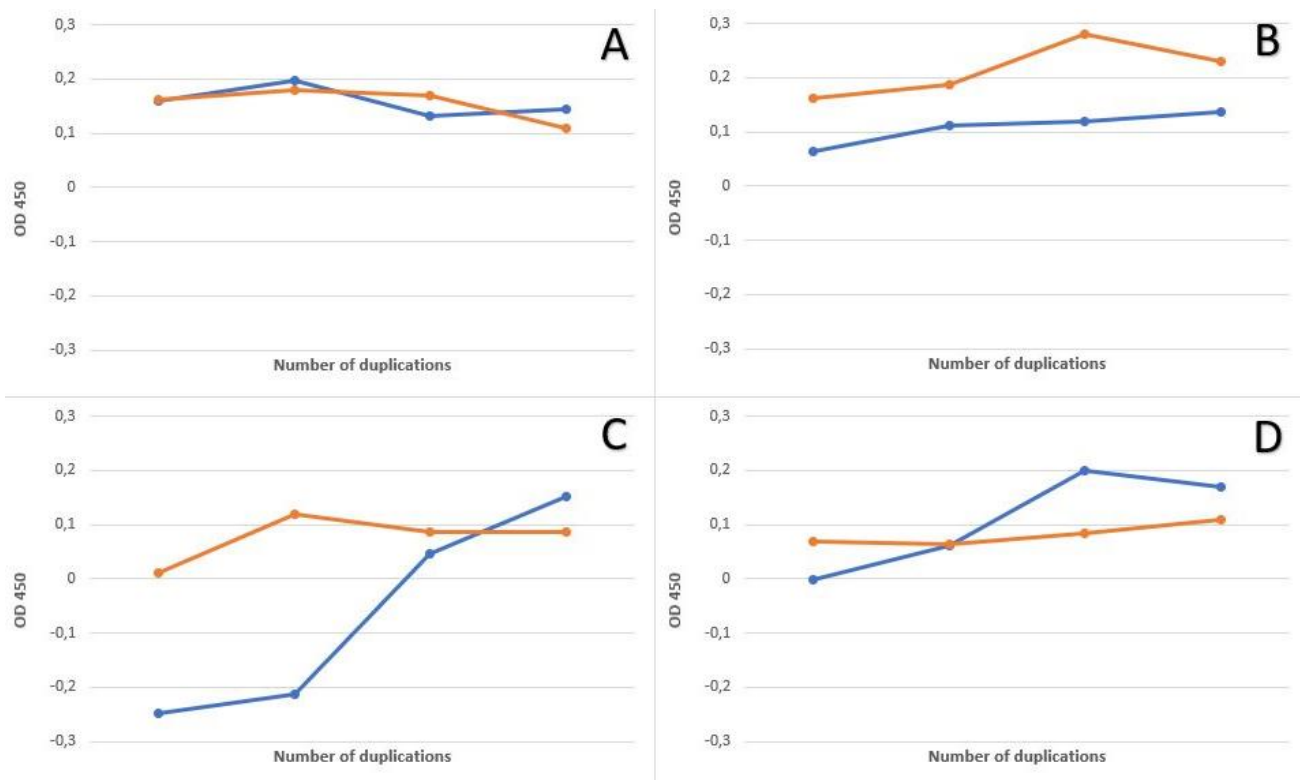 A
0,3
0,2
0,1
0
-0,1
-0,2
-0,3
OD 450
Number of duplications
B
0,3
0,2
0,1
0
-0,1
-0,2
-0,3
OD 450
Number of duplications
C
0,3
0,2
0,1
0
-0,1
-0,2
-0,3
OD 450
Number of duplications
D
0,3
0,2
0,1
0
-0,1
-0,2
-0,3
OD 450
Number of duplications